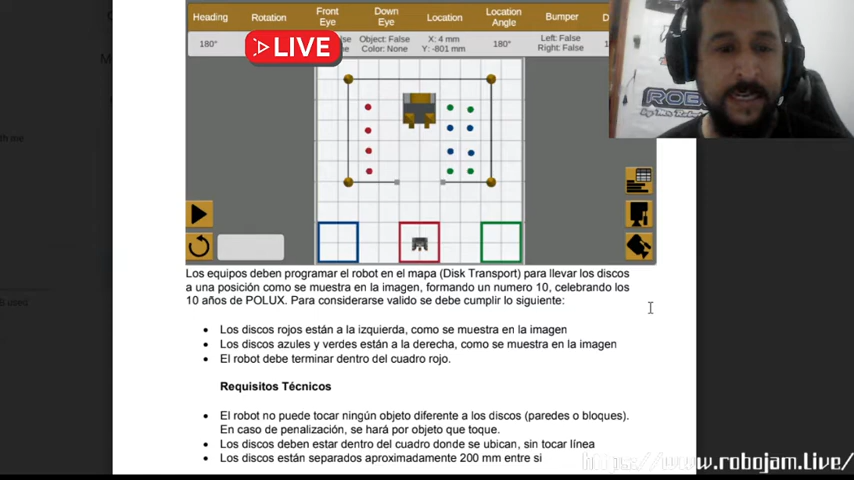 Heading Rotation Front Eye Down Eye Location Location Angle Bumper D
180° Object: False Color: None X: 4 mm Y: -801 mm 180° Left: False Right: False
LIVE
ROBO
Los equipos deben programar el robot en el mapa (Disk Transport) para llevar los discos
a una posición como se muestra en la imagen, formando un numero 10, celebrando los
10 años de POLUX. Para considerarse valido se debe cumplir lo siguiente:
• Los discos rojos están a la izquierda, como se muestra en la imagen
• Los discos azules y verdes están a la derecha, como se muestra en la imagen
• El robot debe terminar dentro del cuadro rojo.
Requisitos Técnicos
• El robot no puede tocar ningún objeto diferente a los discos (paredes o bloques).
En caso de penalización, se hará por objeto que toque.
• Los discos deben estar dentro del cuadro donde se ubican, sin tocar línea
• Los discos están separados aproximadamente 200 mm entre si
https://www.robojam.live/